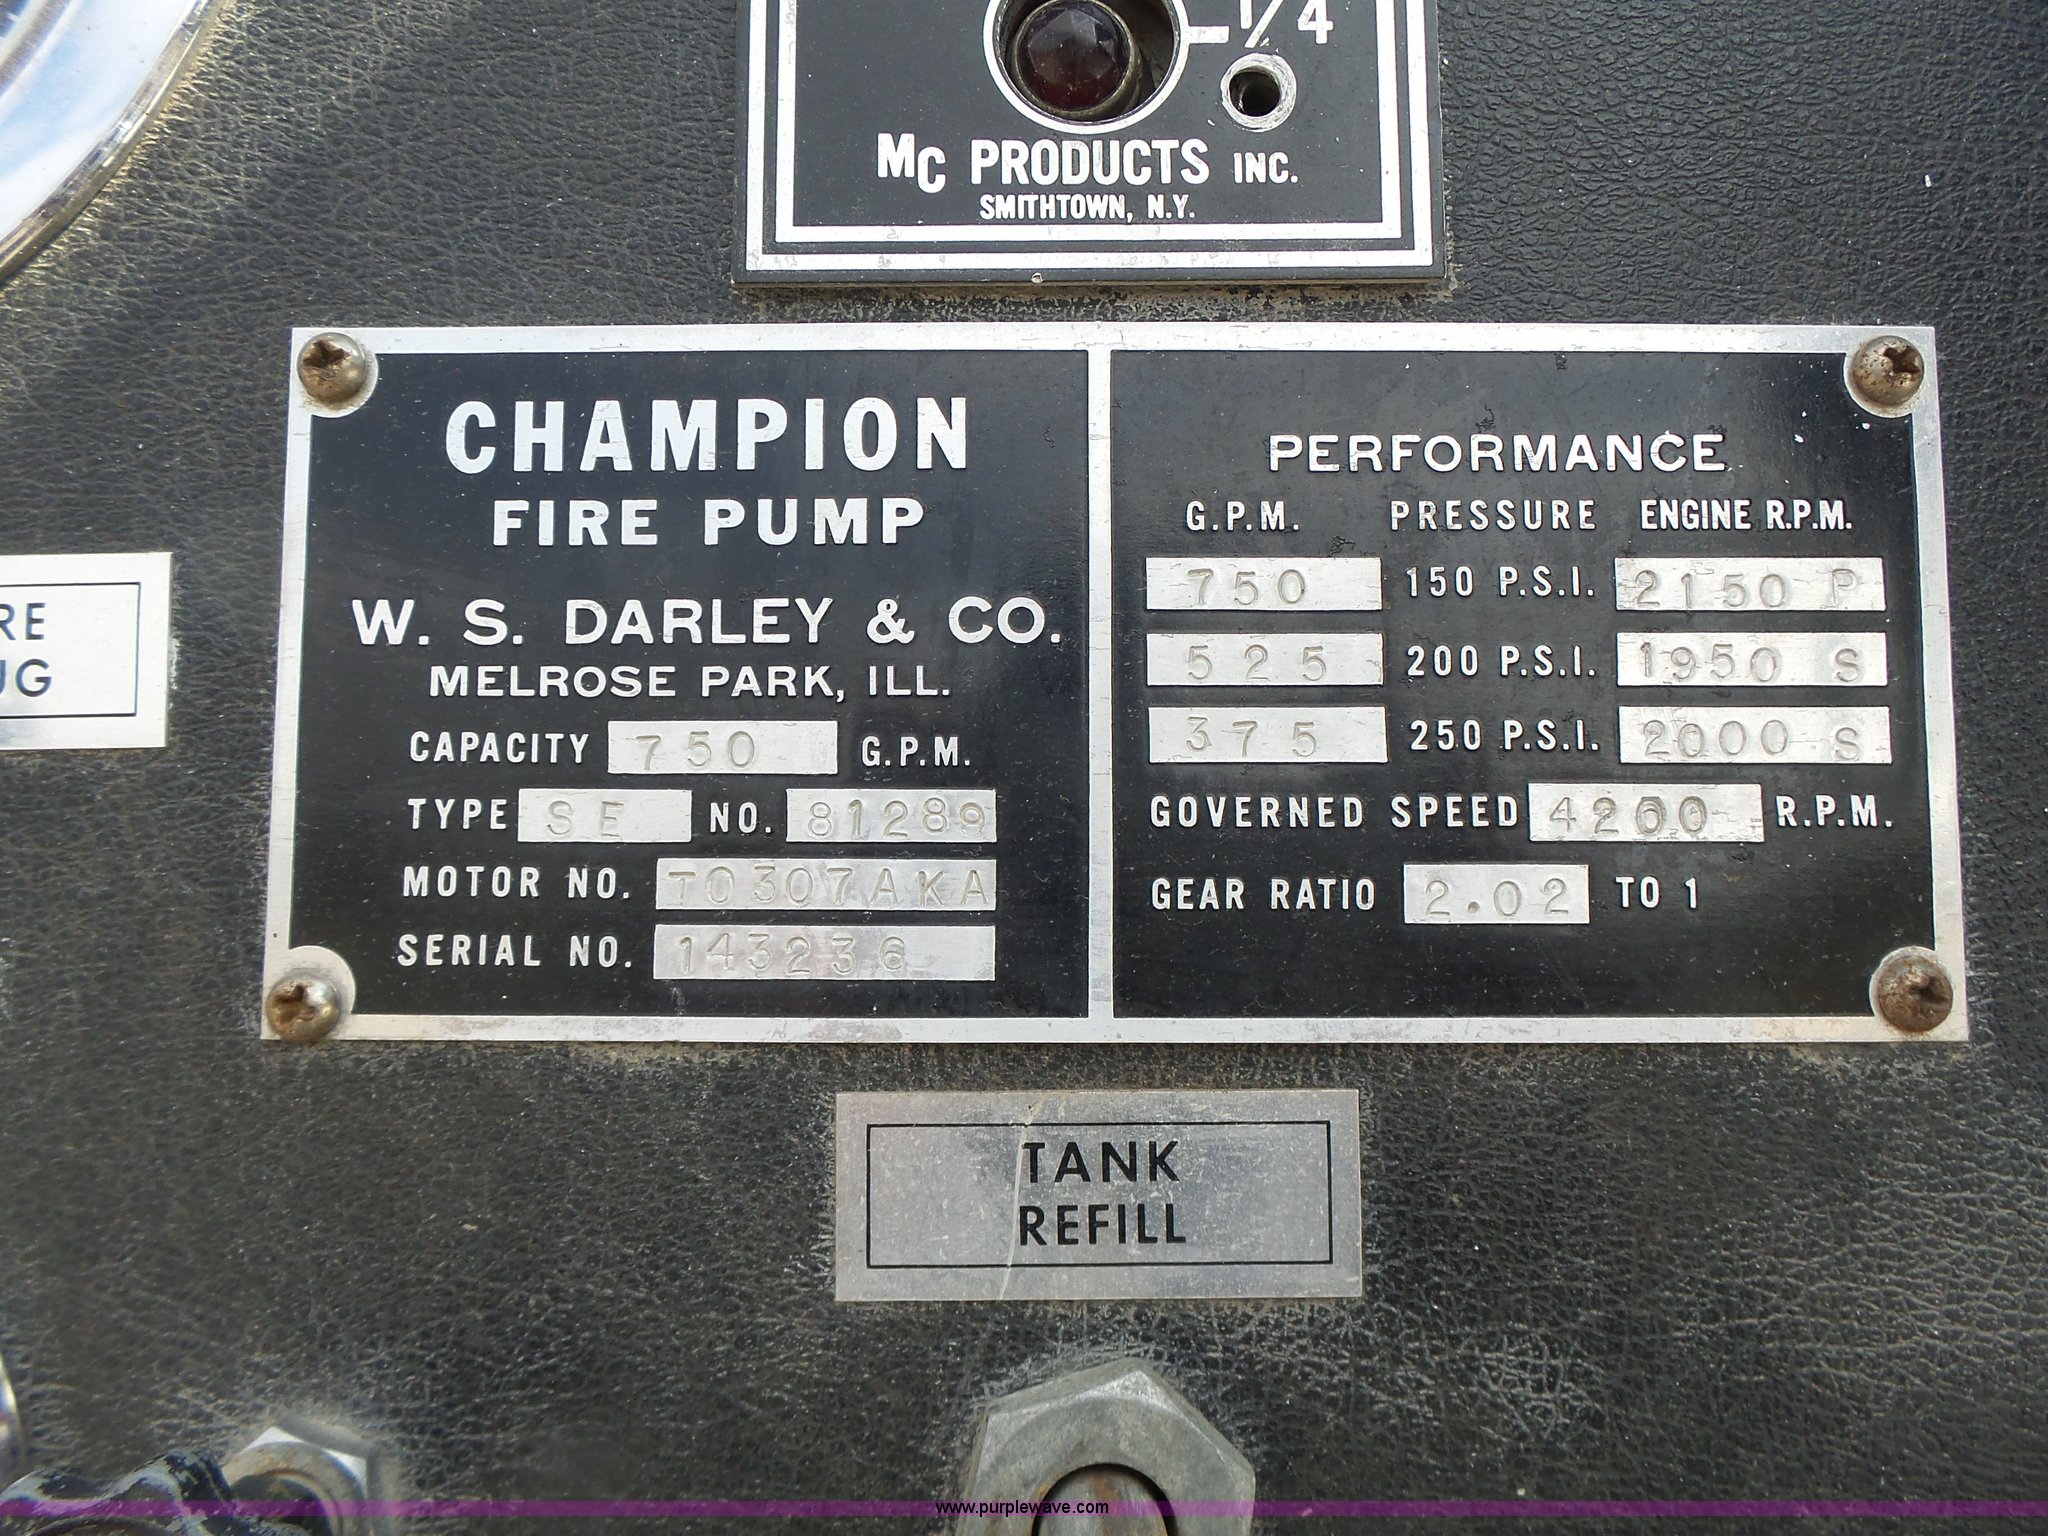 1/4
MC PRODUCTS INC.
SMITHTOWN, N.Y.
CHAMPION
FIRE PUMP
W. S. DARLEY & CO.
MELROSE PARK, ILL.
CAPACITY 750 G.P.M.
TYPE SE NO. 81289
MOTOR NO. TO307AKA
SERIAL NO. 143236
PERFORMANCE
G.P.M. PRESSURE ENGINE R.P.M.
750 150 P.S.I. 2150 P
525 200 P.S.I. 1950 S
375 250 P.S.I. 2000 S
GOVERNED SPEED 4200 R.P.M.
GEAR RATIO 2.02 TO 1
RE
UG
TANK
REFILL
www.purplewave.com